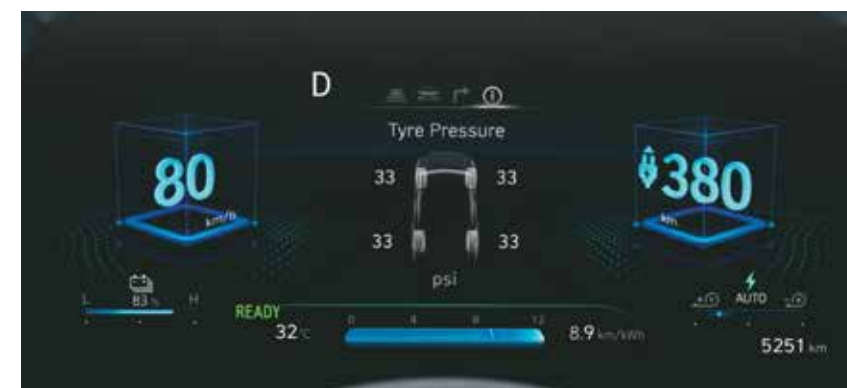 D
Tyre Pressure
80 km/h
33 33
380 km
33 33
psi
L 83 % H
AUTO
READY
32 °C
0 4 8 12
8.9 km/kWh
5251 km